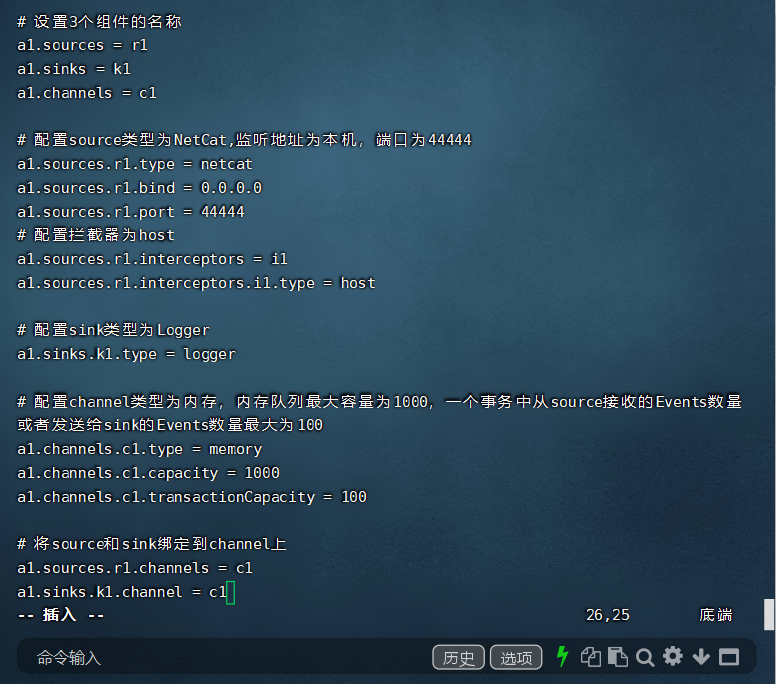 # 设置3个组件的名称
a1.sources = r1
a1.sinks = k1
a1.channels = c1
# 配置source类型为NetCat,监听地址为本机，端口为44444
a1.sources.r1.type = netcat
a1.sources.r1.bind = 0.0.0.0
a1.sources.r1.port = 44444
# 配置拦截器为host
a1.sources.r1.interceptors = i1
a1.sources.r1.interceptors.i1.type = host
# 配置sink类型为Logger
a1.sinks.k1.type = logger
# 配置channel类型为内存，内存队列最大容量为1000，一个事务中从source接收的Events数量
或者发送给sink的Events数量最大为100
a1.channels.c1.type = memory
a1.channels.c1.capacity = 1000
a1.channels.c1.transactionCapacity = 100
# 将source和sink绑定到channel上
a1.sources.r1.channels = c1
a1.sinks.k1.channel = c1
-- 插入 -- 26,25 底端
命令输入 历史 选项